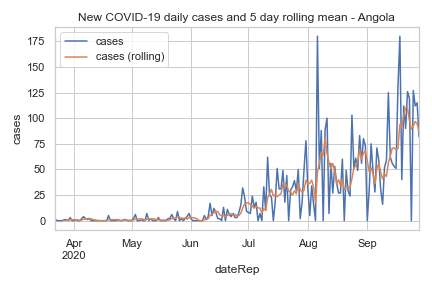 New COVID-19 daily cases and 5 day rolling mean - Angola
cases
cases (rolling)
175
150
125
100
75
50
25
0
cases
Apr
2020
May
Jun
Jul
Aug
Sep
dateRep